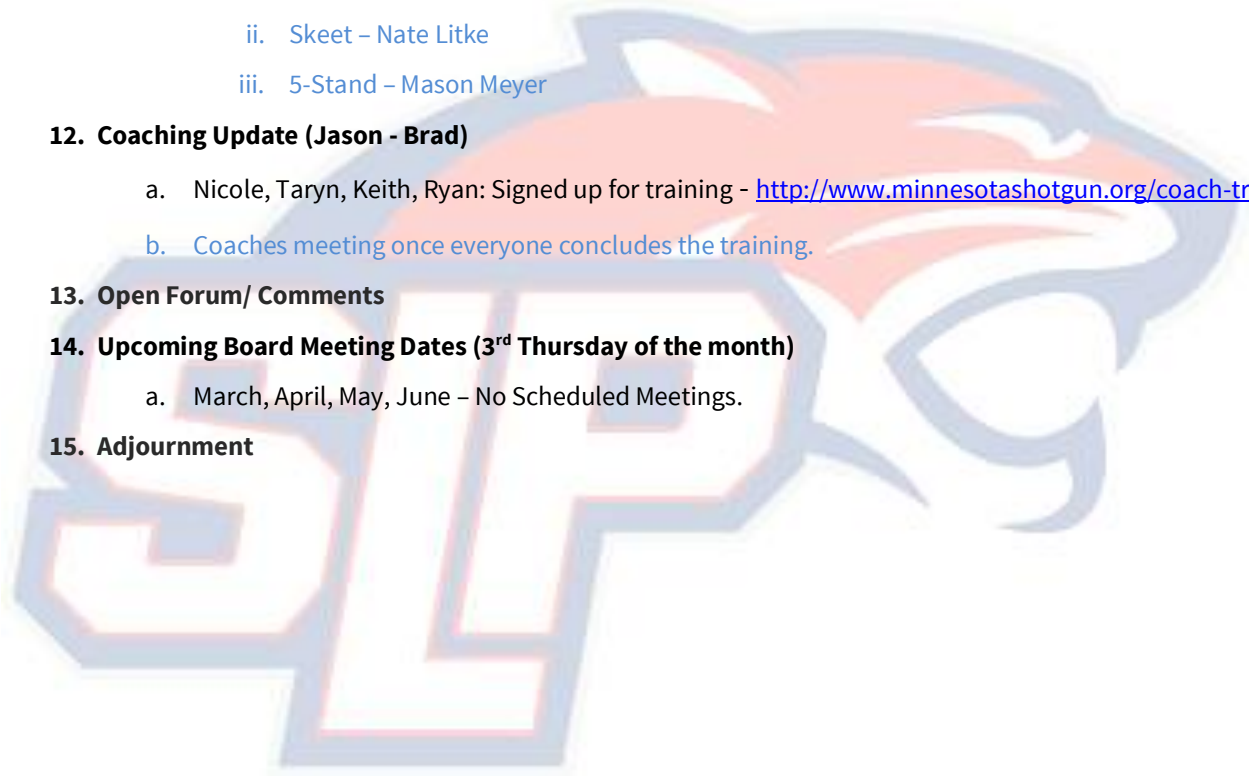 ii. Skeet – Nate Litke
iii. 5-Stand – Mason Meyer
12. Coaching Update (Jason - Brad)
a. Nicole, Taryn, Keith, Ryan: Signed up for training - http://www.minnesotashotgun.org/coach-tr
b. Coaches meeting once everyone concludes the training.
13. Open Forum/ Comments
14. Upcoming Board Meeting Dates (3rd Thursday of the month)
a. March, April, May, June – No Scheduled Meetings.
15. Adjournment
SLP